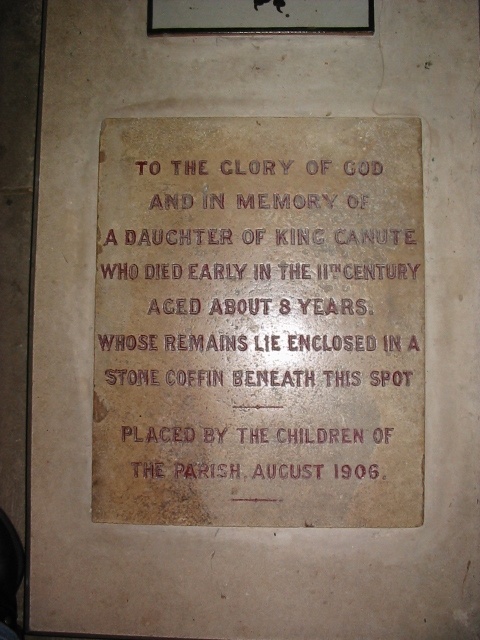 TO THE GLORY OF GOD
AND IN MEMORY OF
A DAUGHTER OF KING CANUTE
WHO DIED EARLY IN THE 11TH CENTURY
AGED ABOUT 8 YEARS.
WHOSE REMAINS LIE ENCLOSED IN A
STONE COFFIN BENEATH THIS SPOT
PLACED BY THE CHILDREN OF
THE PARISH. AUGUST 1906.